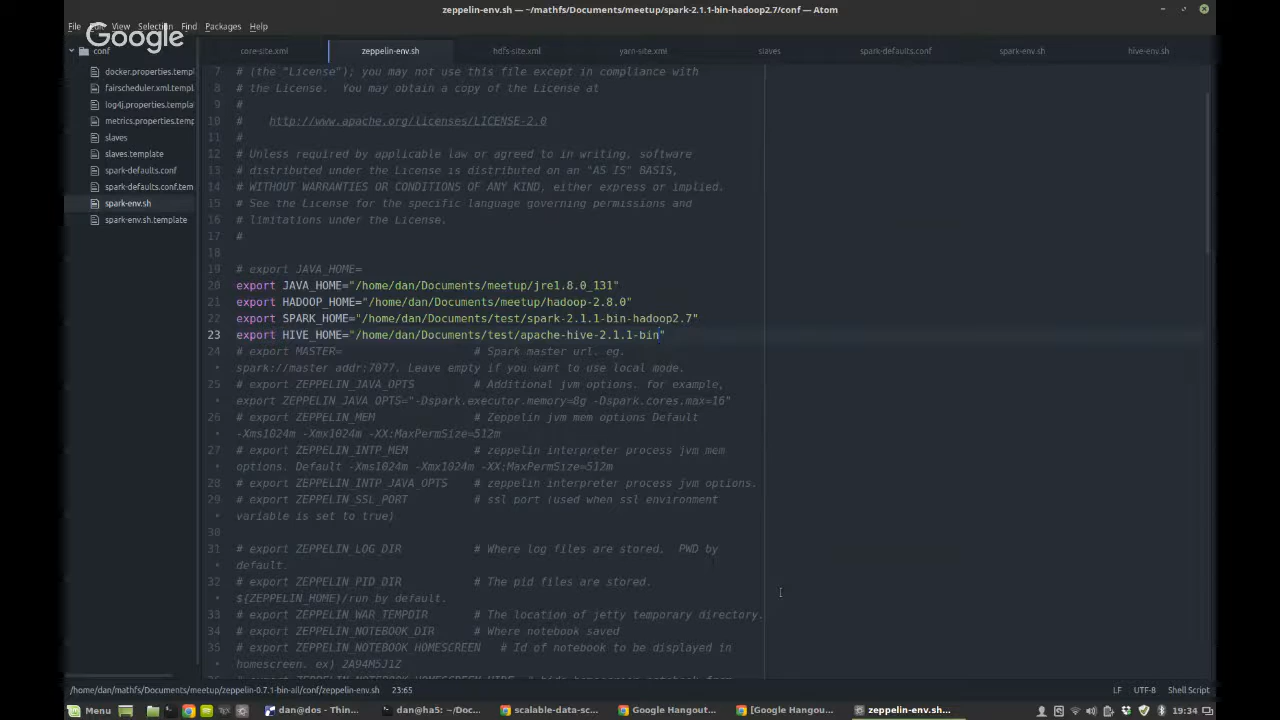 zeppelin-env.sh — ~/mathfs/Documents/meetup/spark-2.1.1-bin-hadoop2.7/conf — Atom
File Edit View Selection Find Packages Help
Google
conf
core-site.xml zeppelin-env.sh hdfs-site.xml yarn-site.xml slaves spark-defaults.conf spark-env.sh hive-env.sh
docker.properties.templ
fairscheduler.xml.templ
log4j.properties.templa
metrics.properties.temp
slaves
slaves.template
spark-defaults.conf
spark-defaults.conf.tem
spark-env.sh
spark-env.sh.template
7 # (the "License"); you may not use this file except in compliance with
8 # the License. You may obtain a copy of the License at
9 #
10 # http://www.apache.org/licenses/LICENSE-2.0
11 #
12 # Unless required by applicable law or agreed to in writing, software
13 # distributed under the License is distributed on an "AS IS" BASIS,
14 # WITHOUT WARRANTIES OR CONDITIONS OF ANY KIND, either express or implied.
15 # See the License for the specific language governing permissions and
16 # limitations under the License.
17 #
18
19 # export JAVA_HOME=
20 export JAVA_HOME="/home/dan/Documents/meetup/jre1.8.0_131"
21 export HADOOP_HOME="/home/dan/Documents/meetup/hadoop-2.8.0"
22 export SPARK_HOME="/home/dan/Documents/test/spark-2.1.1-bin-hadoop2.7"
23 export HIVE_HOME="/home/dan/Documents/test/apache-hive-2.1.1-bin"
24 # export MASTER= # Spark master url. eg.
• spark://master_addr:7077. Leave empty if you want to use local mode.
25 # export ZEPPELIN_JAVA_OPTS # Additional jvm options. for example,
• export ZEPPELIN_JAVA_OPTS="-Dspark.executor.memory=8g -Dspark.cores.max=16"
26 # export ZEPPELIN_MEM # Zeppelin jvm mem options Default
• -Xms1024m -Xmx1024m -XX:MaxPermSize=512m
27 # export ZEPPELIN_INTP_MEM # zeppelin interpreter process jvm mem
• options. Default -Xms1024m -Xmx1024m -XX:MaxPermSize=512m
28 # export ZEPPELIN_INTP_JAVA_OPTS # zeppelin interpreter process jvm options.
29 # export ZEPPELIN_SSL_PORT # ssl port (used when ssl environment
• variable is set to true)
30
31 # export ZEPPELIN_LOG_DIR # Where log files are stored. PWD by
• default.
32 # export ZEPPELIN_PID_DIR # The pid files are stored.
• ${ZEPPELIN_HOME}/run by default.
33 # export ZEPPELIN_WAR_TEMPDIR # The location of jetty temporary directory.
34 # export ZEPPELIN_NOTEBOOK_DIR # Where notebook saved
35 # export ZEPPELIN_NOTEBOOK_HOMESCREEN # Id of notebook to be displayed in
• homescreen. ex) 2A94M5J1Z
/home/dan/mathfs/Documents/meetup/zeppelin-0.7.1-bin-all/conf/zeppelin-env.sh 23:65 LF UTF-8 Shell Script
Menu dan@dos - Thin... dan@ha5: ~/Doc... scalable-data-sc... Google Hangout... [Google Hangou... zeppelin-env.sh... 19:34